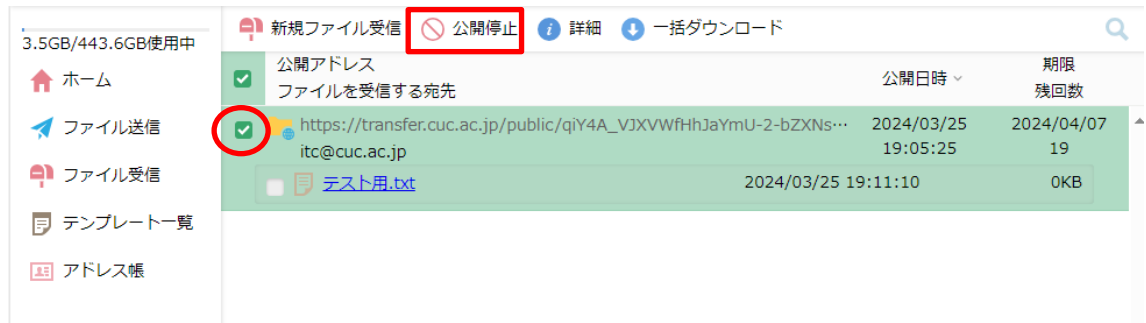 3.5GB/443.6GB使用中
ホーム
ファイル送信
ファイル受信
テンプレート一覧
アドレス帳
新規ファイル受信 公開停止 詳細 一括ダウンロード
公開アドレス
ファイルを受信する宛先
公開日時
期限
残回数
https://transfer.cuc.ac.jp/public/qiY4A_VJXVWfHhJaYmU-2-bZXNs… 2024/03/25 2024/04/07
itc@cuc.ac.jp 19:05:25 19
テスト用.txt 2024/03/25 19:11:10 0KB